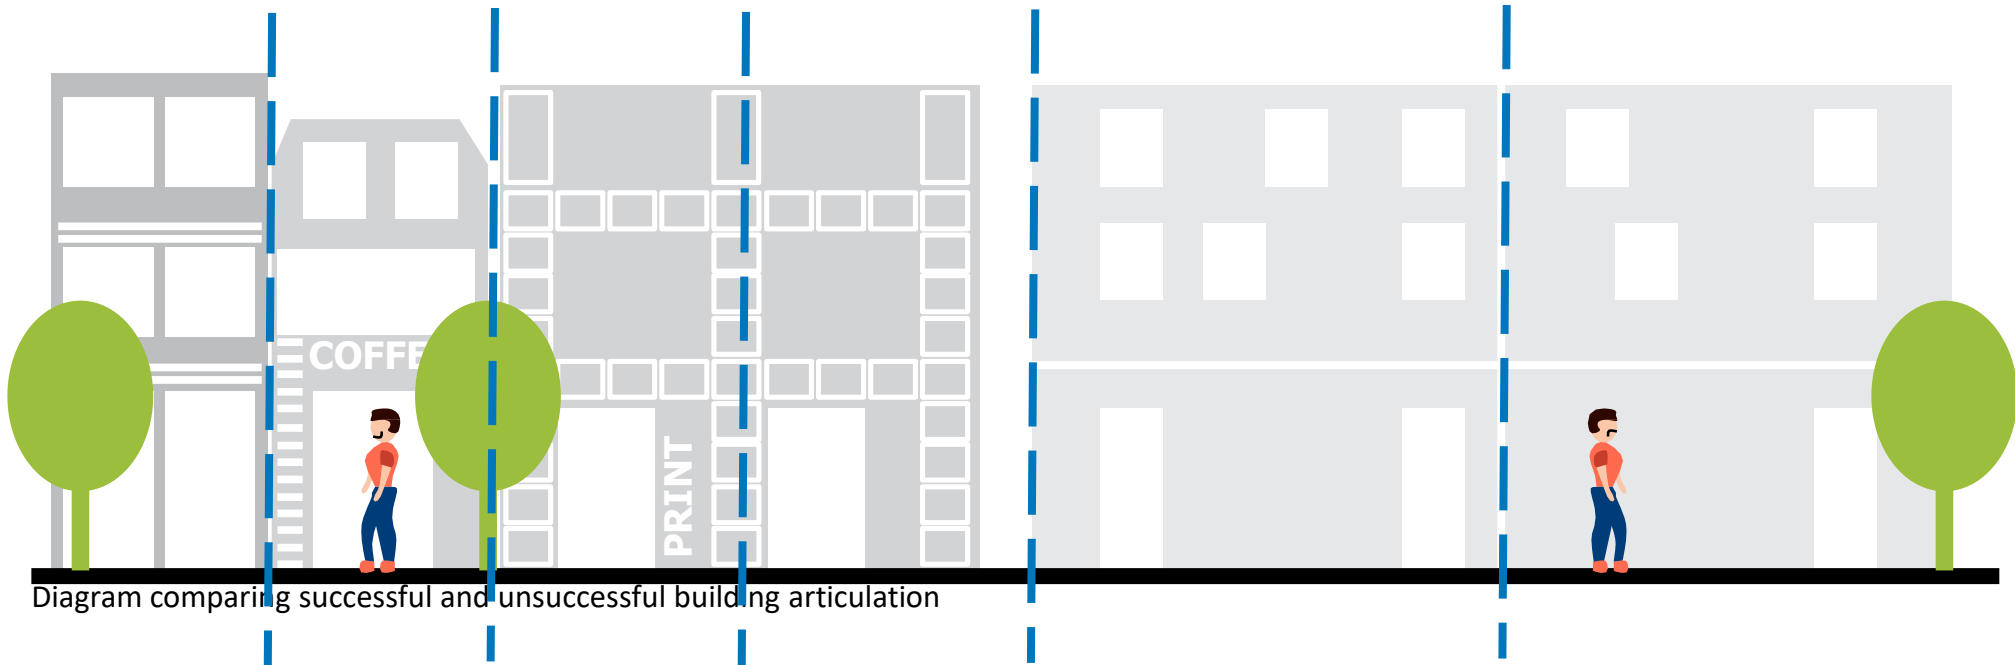 COFFE
PRINT
Diagram comparing successful and unsuccessful building articulation